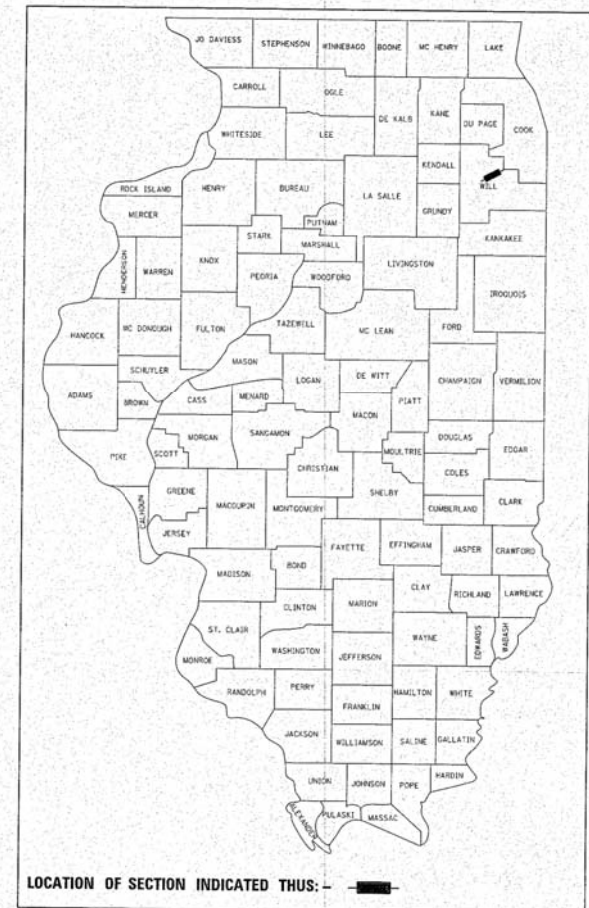 JO DAVIESS STEPHENSON WINNEBAGO BOONE MC HENRY LAKE
CARROLL OGLE DE KALB KANE COOK
DU PAGE
WHITESIDE LEE
KENDALL WILL
ROCK ISLAND HENRY BUREAU LA SALLE
MERCER PUTNAM GRUNDY
STARK MARSHALL KANKAKEE
HENDERSON WARREN KNOX PEORIA WOODFORD LIVINGSTON IROQUOIS
HANCOCK MC DONOUGH FULTON TAZEWELL MC LEAN FORD
SCHUYLER MASON LOGAN DE WITT
ADAMS BROWN CASS MENARD MACON PIATT CHAMPAIGN VERMILION
PIKE SCOTT MORGAN SANGAMON CHRISTIAN MOULTRIE DOUGLAS EDGAR
COLES
CALHOUN GREENE MACOUPIN MONTGOMERY SHELBY CUMBERLAND CLARK
JERSEY
FAYETTE EFFINGHAM JASPER CRAWFORD
MADISON BOND CLAY RICHLAND LAWRENCE
CLINTON MARION
ST. CLAIR WAYNE EDWARDS WABASH
MONROE WASHINGTON JEFFERSON
RANDOLPH PERRY FRANKLIN HAMILTON WHITE
JACKSON WILLIAMSON SALINE GALLATIN
UNION JOHNSON POPE HARDIN
ALEXANDER PULASKI MASSAC
LOCATION OF SECTION INDICATED THUS: -